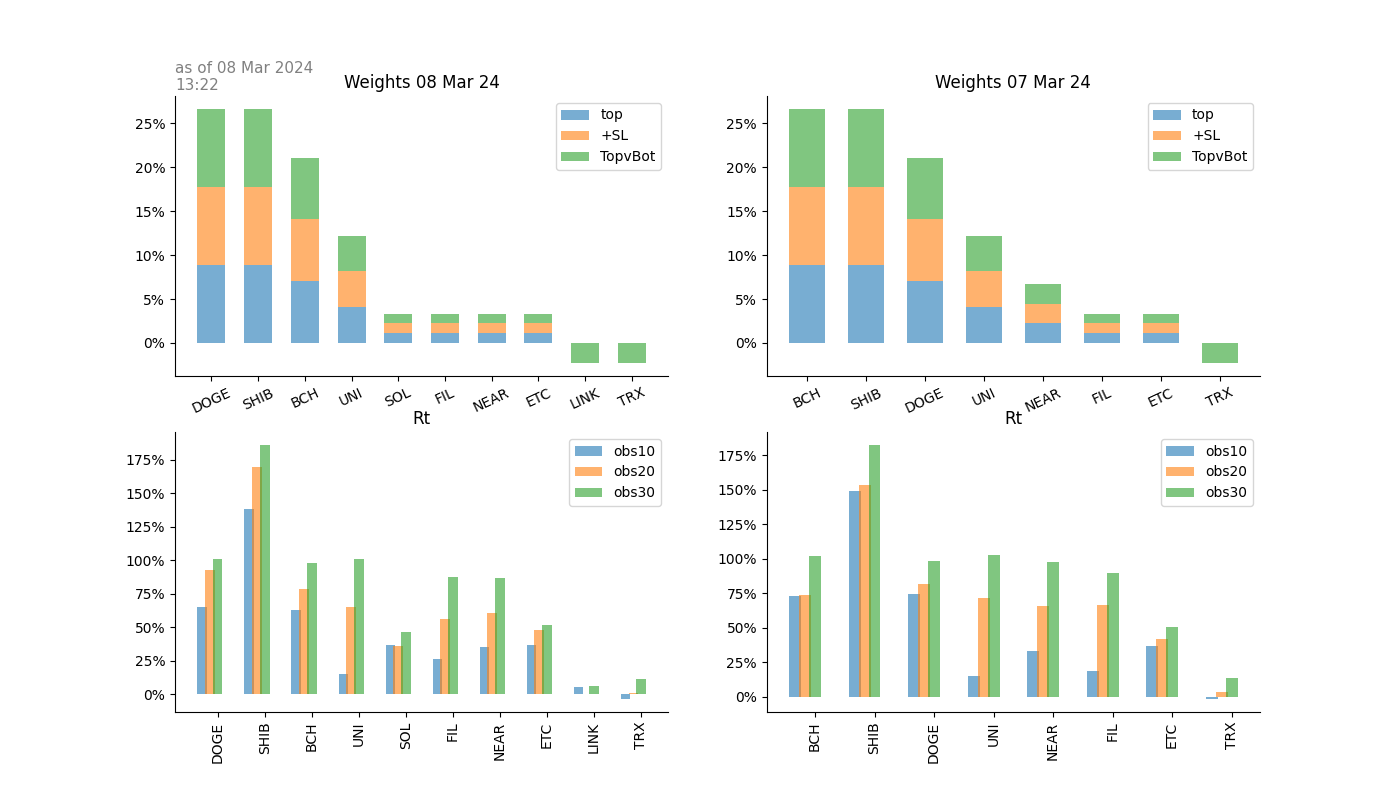 as of 08 Mar 2024
13:22
Weights 08 Mar 24
25%
20%
15%
10%
5%
0%
top
+SL
TopvBot
DOGE SHIB BCH UNI SOL FIL NEAR ETC LINK TRX
Weights 07 Mar 24
25%
20%
15%
10%
5%
0%
top
+SL
TopvBot
BCH SHIB DOGE UNI NEAR FIL ETC TRX
Rt
175%
150%
125%
100%
75%
50%
25%
0%
obs10
obs20
obs30
DOGE SHIB BCH UNI SOL FIL NEAR ETC LINK TRX
Rt
175%
150%
125%
100%
75%
50%
25%
0%
obs10
obs20
obs30
BCH SHIB DOGE UNI NEAR FIL ETC TRX